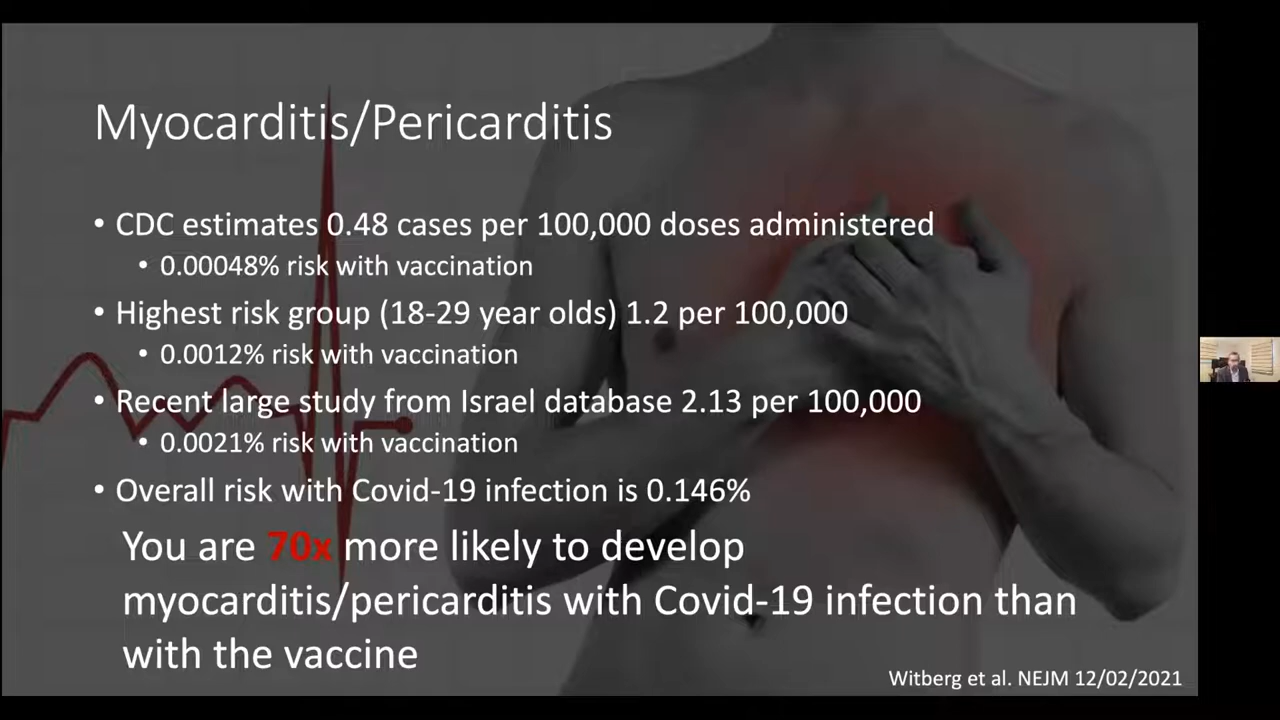 Myocarditis/Pericarditis
• CDC estimates 0.48 cases per 100,000 doses administered
• 0.00048% risk with vaccination
• Highest risk group (18-29 year olds) 1.2 per 100,000
• 0.0012% risk with vaccination
• Recent large study from Israel database 2.13 per 100,000
• 0.0021% risk with vaccination
• Overall risk with Covid-19 infection is 0.146%
You are 70x more likely to develop
myocarditis/pericarditis with Covid-19 infection than
with the vaccine
Witberg et al. NEJM 12/02/2021